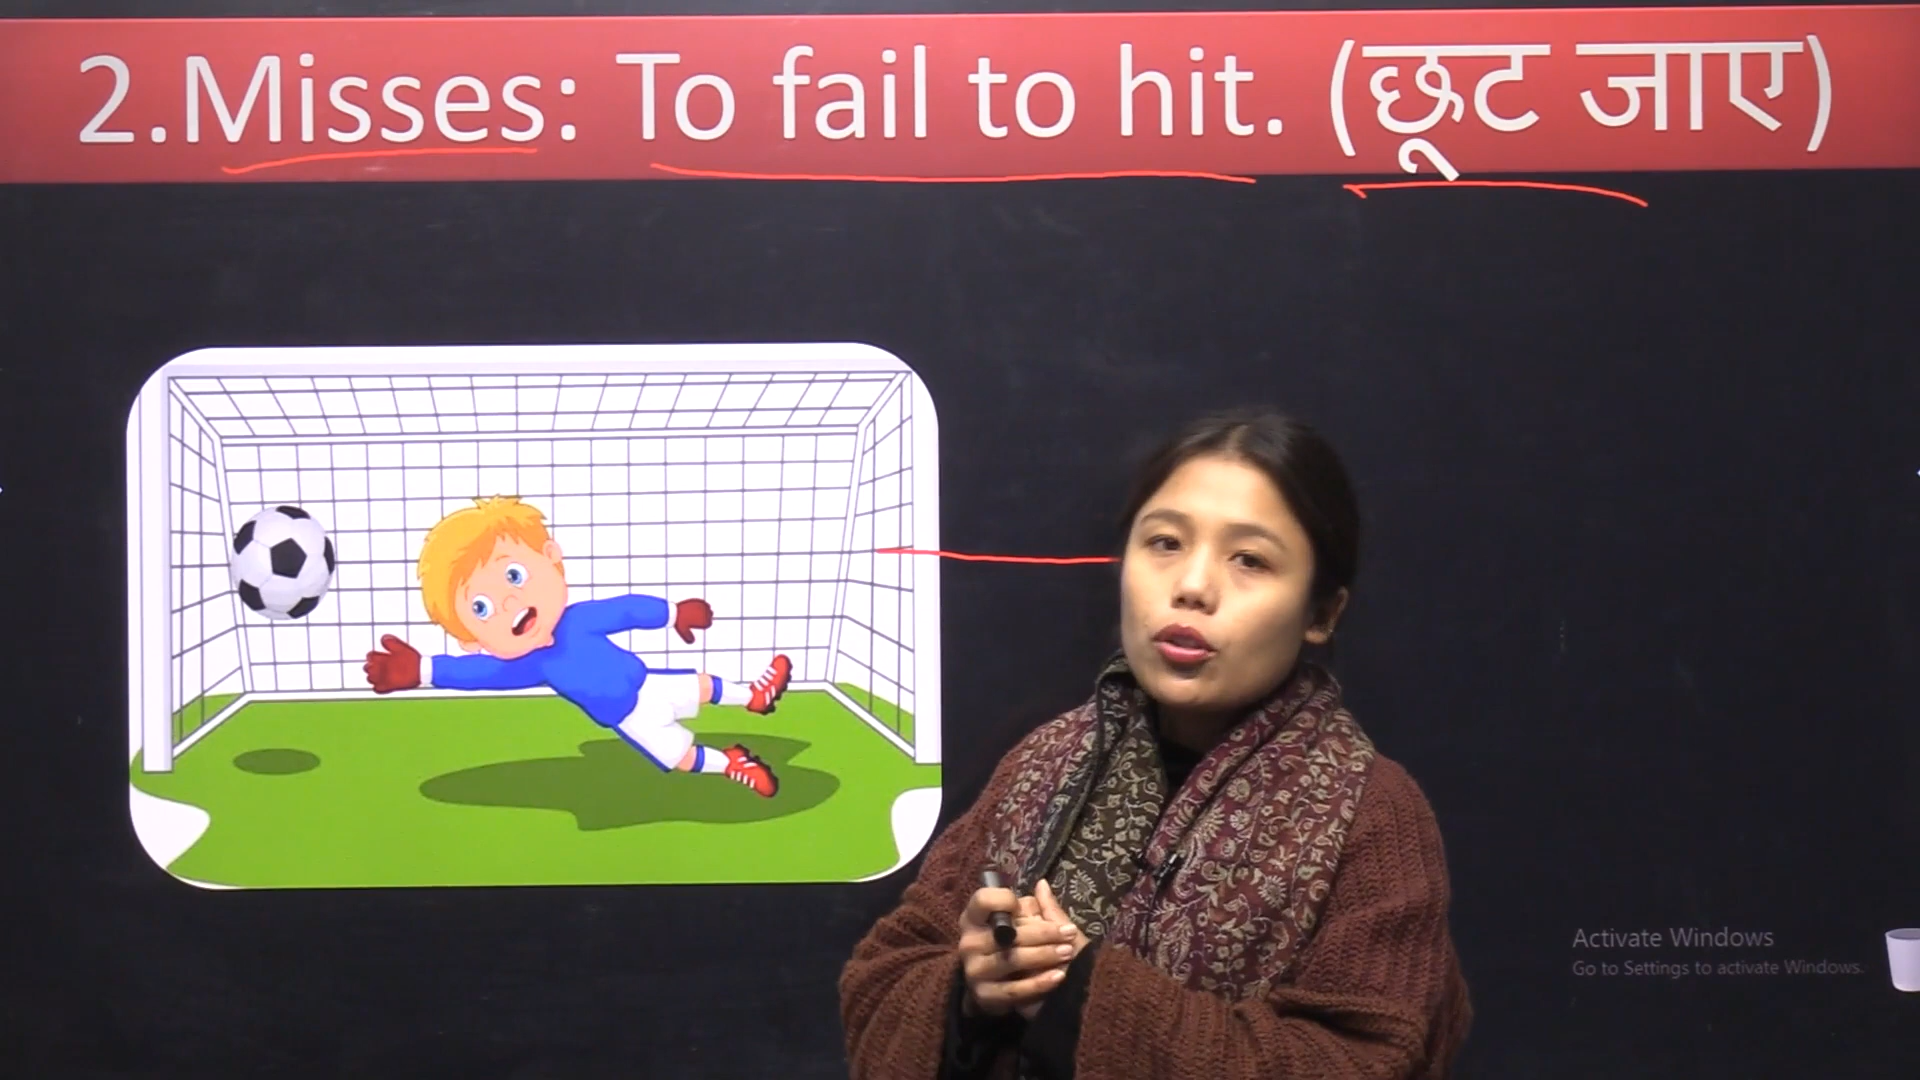 2.Misses: To fail to hit. (छूट जाए)
Activate Windows
Go to Settings to activate Windows.